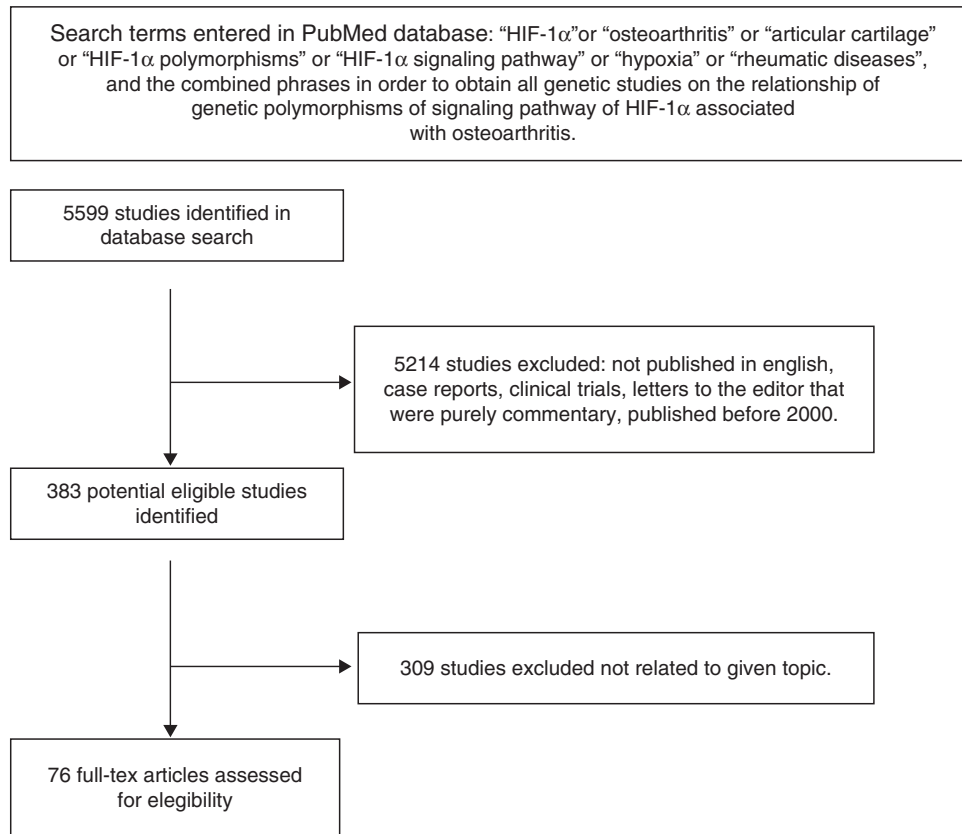 Search terms entered in PubMed database: “HIF-1α”or “osteoarthritis” or “articular cartilage”
or “HIF-1α polymorphisms” or “HIF-1α signaling pathway” or “hypoxia” or “rheumatic diseases”,
and the combined phrases in order to obtain all genetic studies on the relationship of
genetic polymorphisms of signaling pathway of HIF-1α associated
with osteoarthritis.
5599 studies identified in
database search
5214 studies excluded: not published in english,
case reports, clinical trials, letters to the editor that
were purely commentary, published before 2000.
383 potential eligible studies
identified
309 studies excluded not related to given topic.
76 full-tex articles assessed
for elegibility